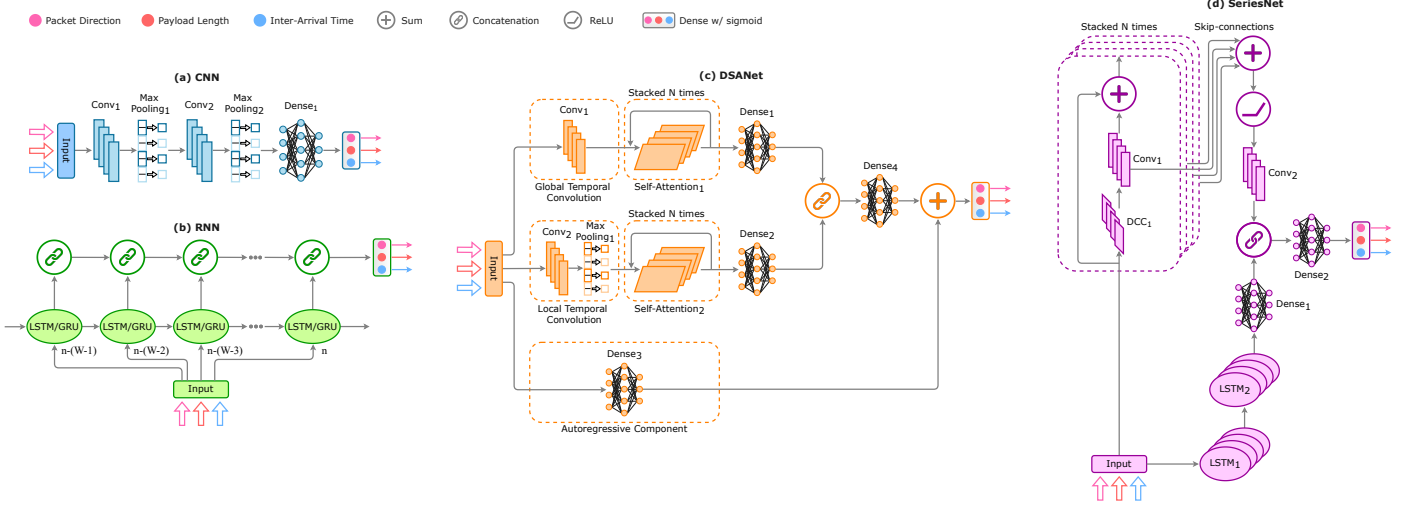 Packet Direction
Payload Length
Inter-Arrival Time
Sum
Concatenation
ReLU
Dense w/ sigmoid
(a) CNN
Conv1
Max
Pooling1
Conv2
Max
Pooling2
Dense1
Input
(b) RNN
LSTM/GRU
LSTM/GRU
LSTM/GRU
LSTM/GRU
n-(W-1)
n-(W-2)
n-(W-3)
n
Input
(c) DSANet
Conv1
Stacked N times
Dense1
Global Temporal
Convolution
Self-Attention1
Dense4
Conv2
Max
Pooling1
Stacked N times
Dense2
Input
Local Temporal
Convolution
Self-Attention2
Dense3
Autoregressive Component
(d) SeriesNet
Stacked N times
Skip-connections
Conv1
Conv2
DCC1
Dense2
Dense1
LSTM2
LSTM1
Input